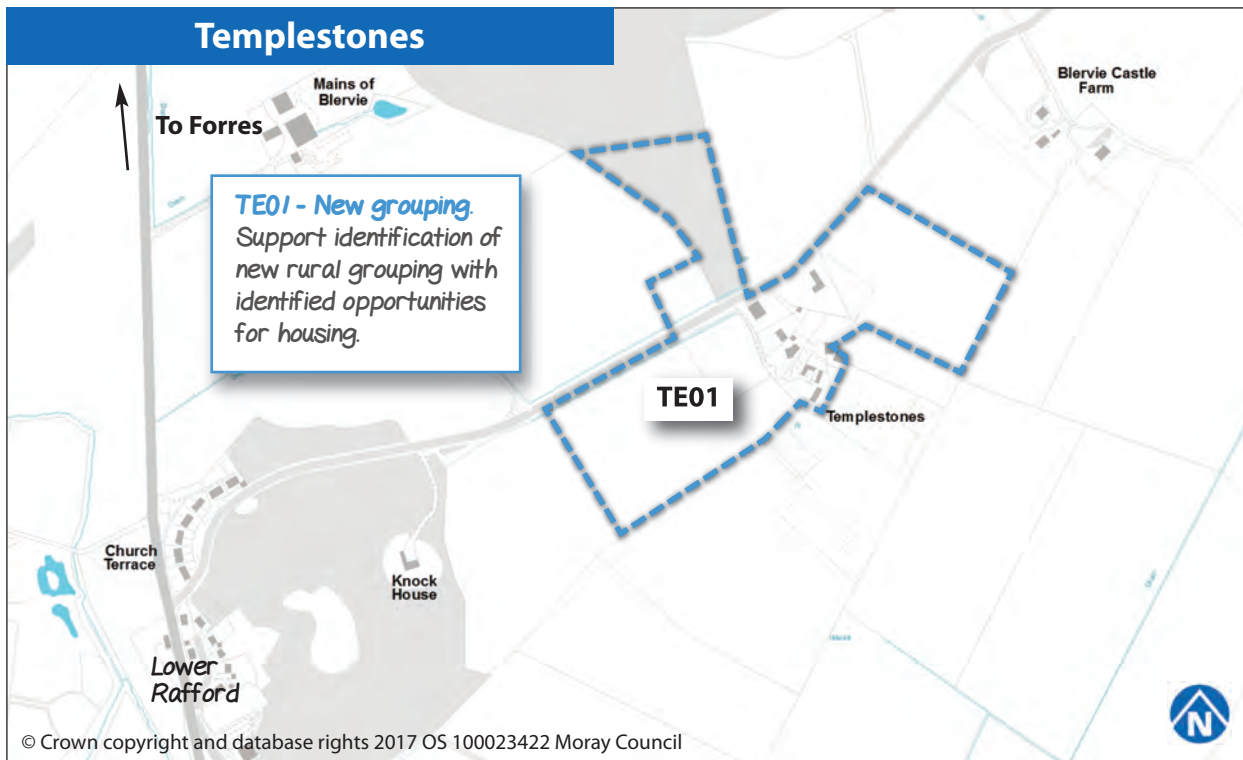 Templestones
Mains of
Blervie
To Forres
Blervie Castle
Farm
TE01 - New grouping.
Support identification of
new rural grouping with
identified opportunities
for housing.
TE01
Templestones
Church
Terrace
Knock
House
Lower
Rafford
Drain
N
© Crown copyright and database rights 2017 OS 100023422 Moray Council